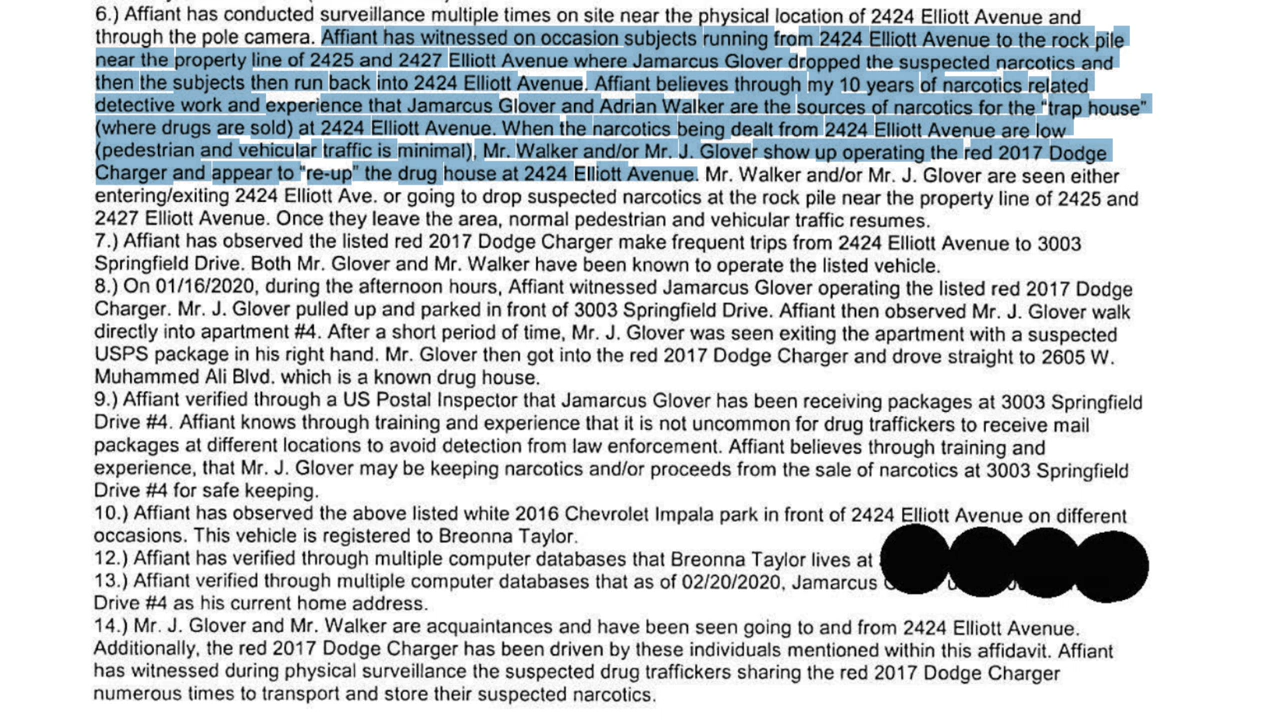 6.) Affiant has conducted surveillance multiple times on site near the physical location of 2424 Elliott Avenue and
through the pole camera. Affiant has witnessed on occasion subjects running from 2424 Elliott Avenue to the rock pile
near the property line of 2425 and 2427 Elliott Avenue where Jamarcus Glover dropped the suspected narcotics and
then the subjects then run back into 2424 Elliott Avenue. Affiant believes through my 10 years of narcotics related
detective work and experience that Jamarcus Glover and Adrian Walker are the sources of narcotics for the "trap house"
(where drugs are sold) at 2424 Elliott Avenue. When the narcotics being dealt from 2424 Elliott Avenue are low
(pedestrian and vehicular traffic is minimal), Mr. Walker and/or Mr. J. Glover show up operating the red 2017 Dodge
Charger and appear to "re-up" the drug house at 2424 Elliott Avenue. Mr. Walker and/or Mr. J. Glover are seen either
entering/exiting 2424 Elliott Ave. or going to drop suspected narcotics at the rock pile near the property line of 2425 and
2427 Elliott Avenue. Once they leave the area, normal pedestrian and vehicular traffic resumes.
7.) Affiant has observed the listed red 2017 Dodge Charger make frequent trips from 2424 Elliott Avenue to 3003
Springfield Drive. Both Mr. Glover and Mr. Walker have been known to operate the listed vehicle.
8.) On 01/16/2020, during the afternoon hours, Affiant witnessed Jamarcus Glover operating the listed red 2017 Dodge
Charger. Mr. J. Glover pulled up and parked in front of 3003 Springfield Drive. Affiant then observed Mr. J. Glover walk
directly into apartment #4. After a short period of time, Mr. J. Glover was seen exiting the apartment with a suspected
USPS package in his right hand. Mr. Glover then got into the red 2017 Dodge Charger and drove straight to 2605 W.
Muhammed Ali Blvd. which is a known drug house.
9.) Affiant verified through a US Postal Inspector that Jamarcus Glover has been receiving packages at 3003 Springfield
Drive #4. Affiant knows through training and experience that it is not uncommon for drug traffickers to receive mail
packages at different locations to avoid detection from law enforcement. Affiant believes through training and
experience, that Mr. J. Glover may be keeping narcotics and/or proceeds from the sale of narcotics at 3003 Springfield
Drive #4 for safe keeping.
10.) Affiant has observed the above listed white 2016 Chevrolet Impala park in front of 2424 Elliott Avenue on different
occasions. This vehicle is registered to Breonna Taylor.
12.) Affiant has verified through multiple computer databases that Breonna Taylor lives at
13.) Affiant verified through multiple computer databases that as of 02/20/2020, Jamarcus
Drive #4 as his current home address.
14.) Mr. J. Glover and Mr. Walker are acquaintances and have been seen going to and from 2424 Elliott Avenue.
Additionally, the red 2017 Dodge Charger has been driven by these individuals mentioned within this affidavit. Affiant
has witnessed during physical surveillance the suspected drug traffickers sharing the red 2017 Dodge Charger
numerous times to transport and store their suspected narcotics.